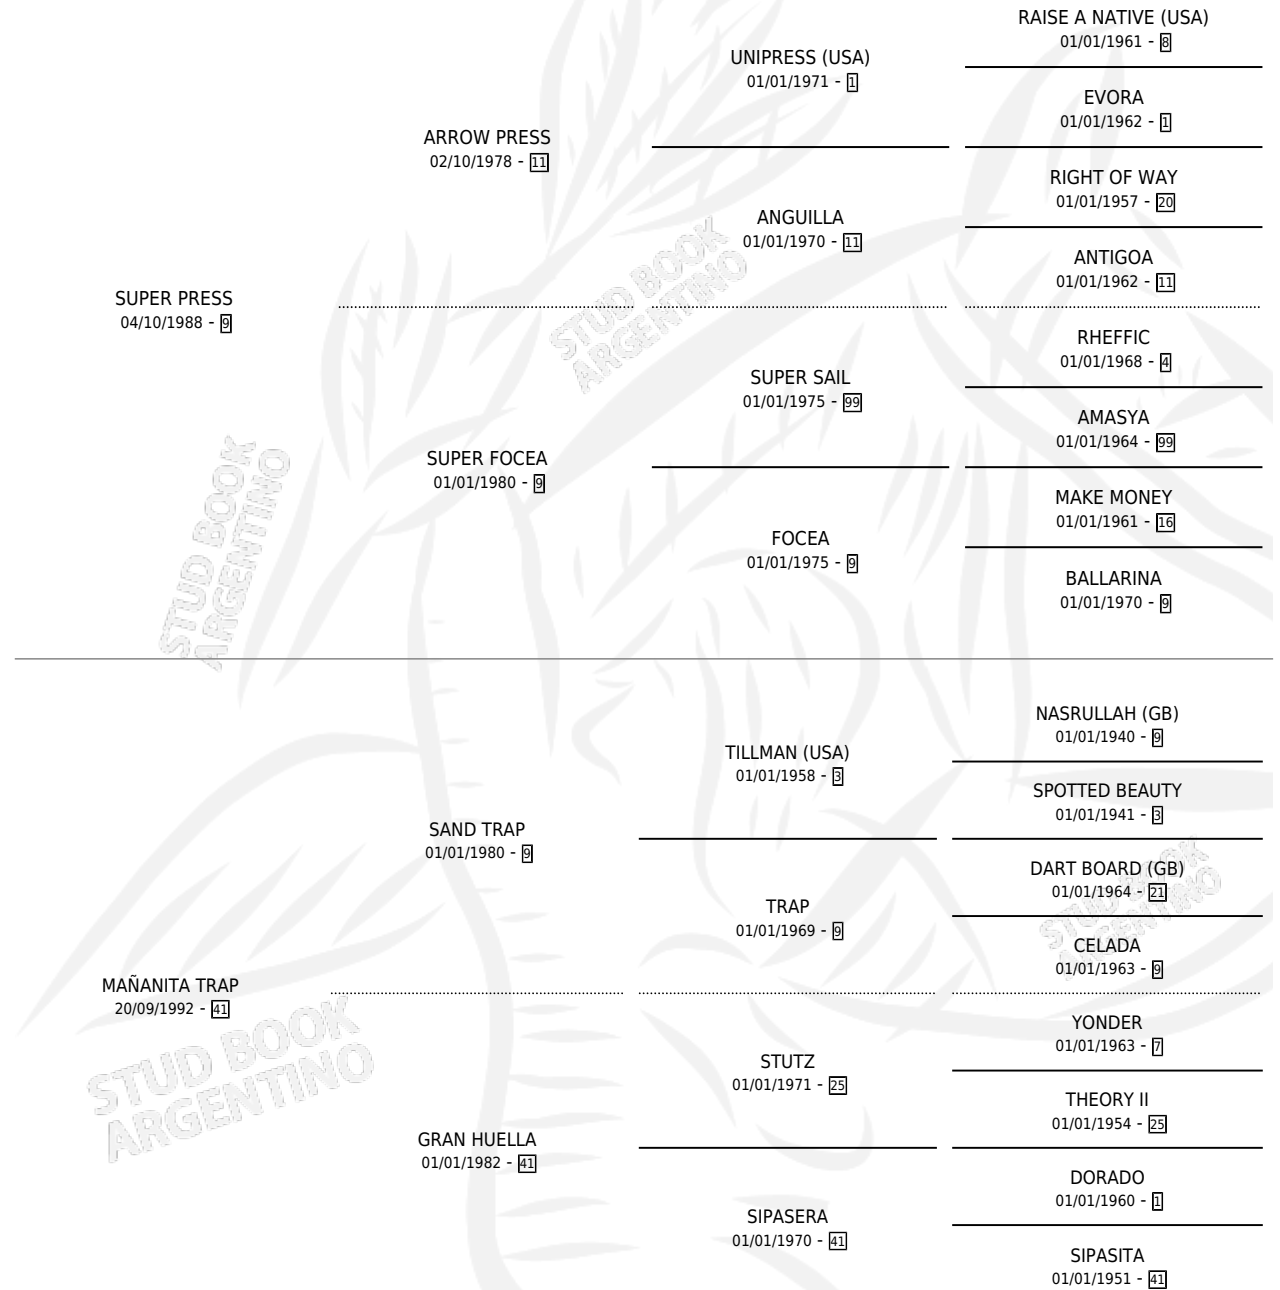 RAISE A NATIVE (USA)
01/01/1961 - 8
UNIPRESS (USA)
01/01/1971 - 1
EVORA
01/01/1962 - 1
ARROW PRESS
02/10/1978 - 11
RIGHT OF WAY
01/01/1957 - 20
ANGUILLA
01/01/1970 - 11
ANTIGOA
01/01/1962 - 11
SUPER PRESS
04/10/1988 - 9
RHEFFIC
01/01/1968 - 4
SUPER SAIL
01/01/1975 - 99
AMASYA
01/01/1964 - 99
SUPER FOCEA
01/01/1980 - 9
MAKE MONEY
01/01/1961 - 16
FOCEA
01/01/1975 - 9
BALLARINA
01/01/1970 - 9
NASRULLAH (GB)
01/01/1940 - 9
TILLMAN (USA)
01/01/1958 - 3
SPOTTED BEAUTY
01/01/1941 - 3
SAND TRAP
01/01/1980 - 9
DART BOARD (GB)
01/01/1964 - 21
TRAP
01/01/1969 - 9
CELADA
01/01/1963 - 9
MAÑANITA TRAP
20/09/1992 - 41
YONDER
01/01/1963 - 7
STUTZ
01/01/1971 - 25
THEORY II
01/01/1954 - 25
GRAN HUELLA
01/01/1982 - 41
DORADO
01/01/1960 - 1
SIPASERA
01/01/1970 - 41
SIPASITA
01/01/1951 - 41
STUD BOOK
ARGENTINO
STUD BOOK
ARGENTINO
STUD BOOK
ARGENTINO
STUD BOOK
ARGENTINO